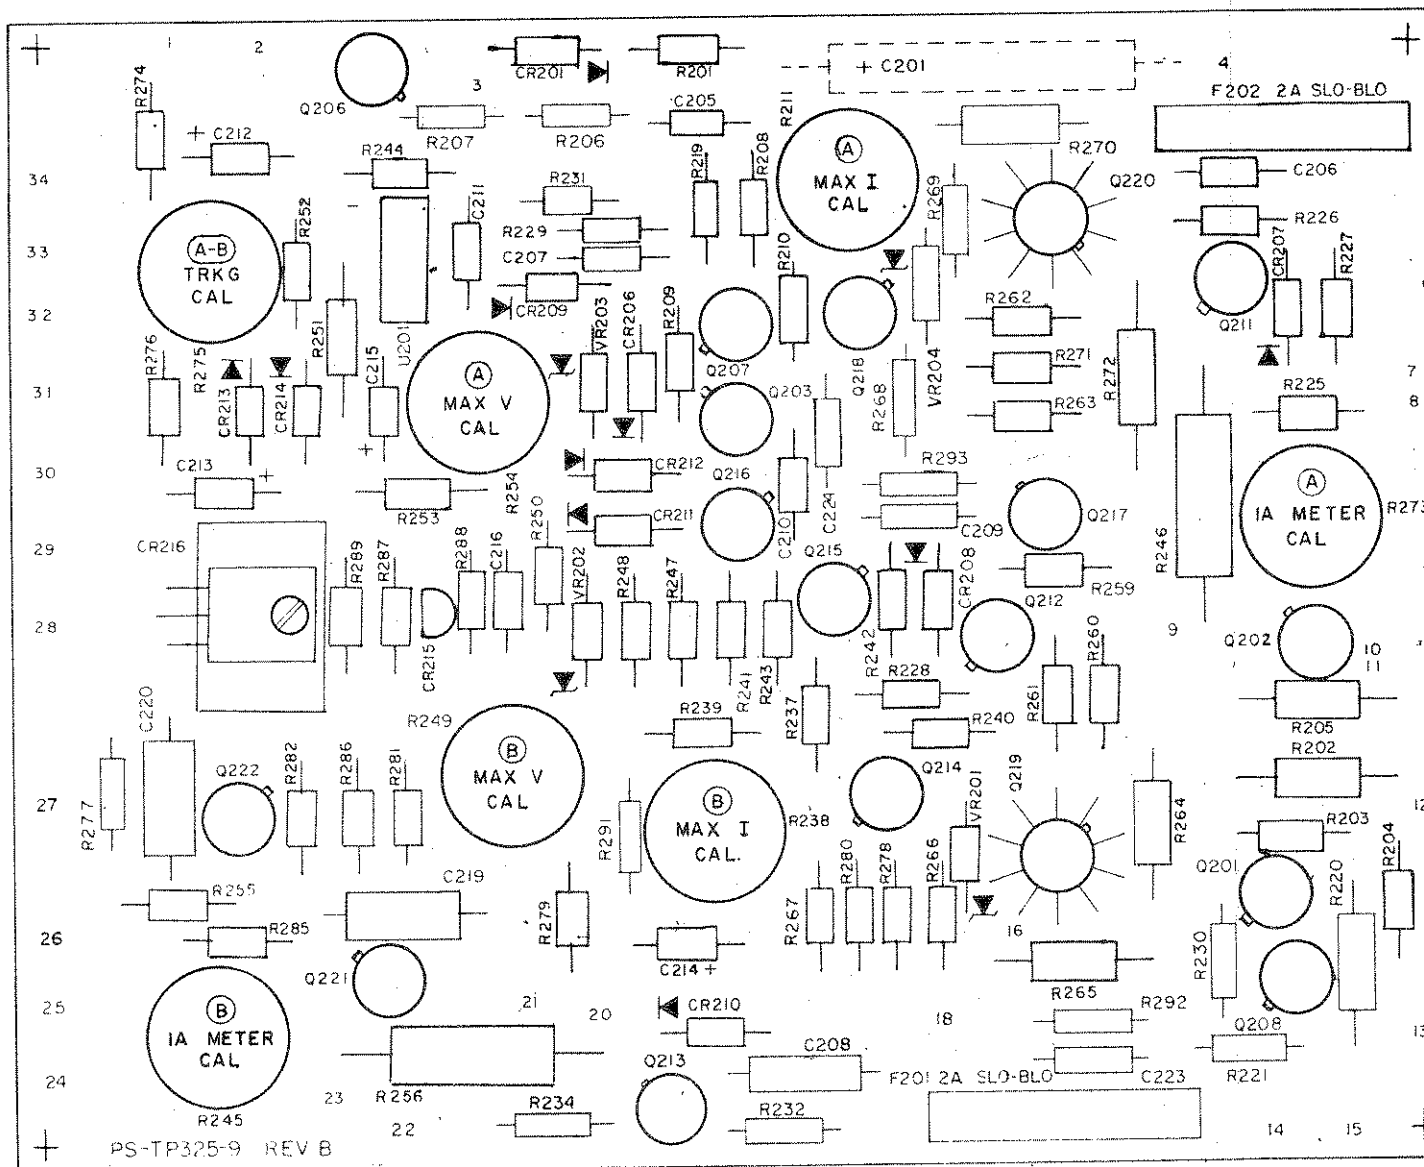 1
2
3
4
R274
Q206
CR201
R201
C201
+
F202 2A SLO-BLO
C212
+
R207
R206
C205
R211
R244
R231
R219
R208
A
MAX I
CAL
R269
R270
Q220
C206
34
R252
C211
R229
C207
R210
R226
CR207
R227
33
A-B
TRKG
CAL
CR209
32
R251
U201
VR203
CR206
R209
R262
Q211
R276
R275
C215
Q207
Q218
VR204
R271
R272
7
31
CR213
CR214
A
MAX V
CAL
Q203
R268
R263
R225
8
30
C213
+
+
CR212
Q216
R293
A
1A METER
CAL
R273
R253
R254
R250
CR211
C210
C224
C209
Q217
R246
29
CR216
R289
R287
R288
C216
VR202
R248
R247
Q215
CR208
R259
Q212
28
9
Q202
10
11
CR215
R241
R243
R242
R228
R260
R261
C220
R249
R239
R237
R240
R205
R202
B
MAX V
CAL
Q222
R282
R286
R281
Q214
Q219
VR201
R264
27
R277
R291
B
MAX I
CAL.
R238
R203
12
R204
R255
C219
R279
R280
R278
R266
R267
Q201
R220
26
R285
C214 +
16
R230
Q221
R265
25
B
1A METER
CAL
21
20
CR210
18
R292
Q208
13
24
Q213
C208
F201 2A SLO-BLO
C223
R221
R245
23
R256
R234
R232
22
14
15
PS-TP325-9 REV B